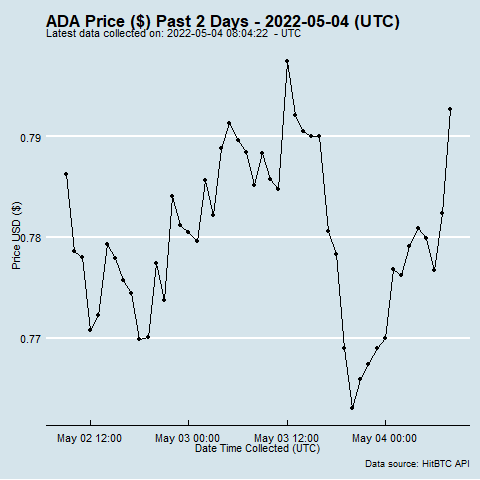 ADA Price ($) Past 2 Days - 2022-05-04 (UTC)
Latest data collected on: 2022-05-04 08:04:22 - UTC
Price USD ($)
0.79
0.78
0.77
May 02 12:00 May 03 00:00 May 03 12:00 May 04 00:00
Date Time Collected (UTC)
Data source: HitBTC API